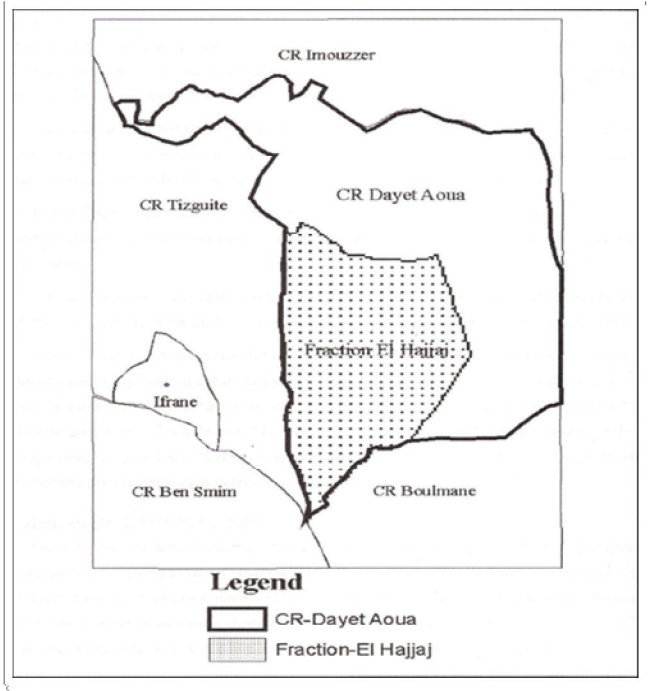 CR Imouzzer
CR Tizguite
CR Dayet Aoua
Fraction El Hajjaj
Ifrane
CR Ben Smim
CR Boulmane
Legend
CR-Dayet Aoua
Fraction-El Hajjaj